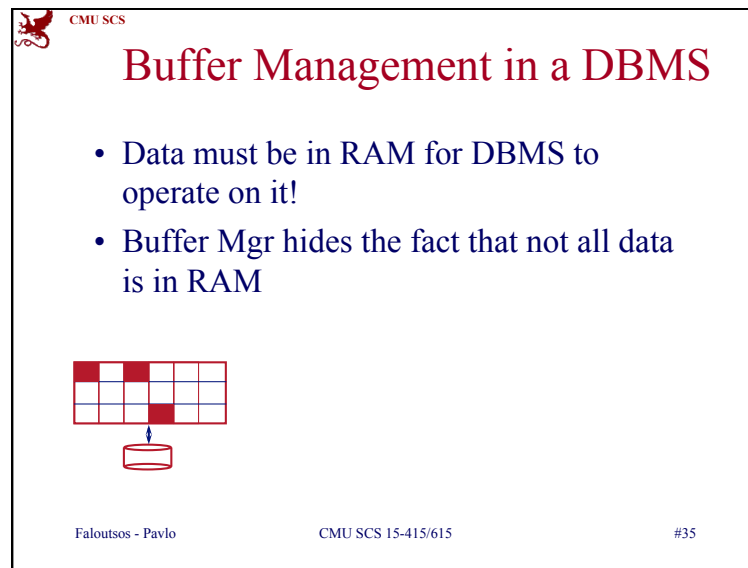 CMU SCS
Buffer Management in a DBMS
• Data must be in RAM for DBMS to
operate on it!
• Buffer Mgr hides the fact that not all data
is in RAM
Faloutsos - Pavlo CMU SCS 15-415/615 #35